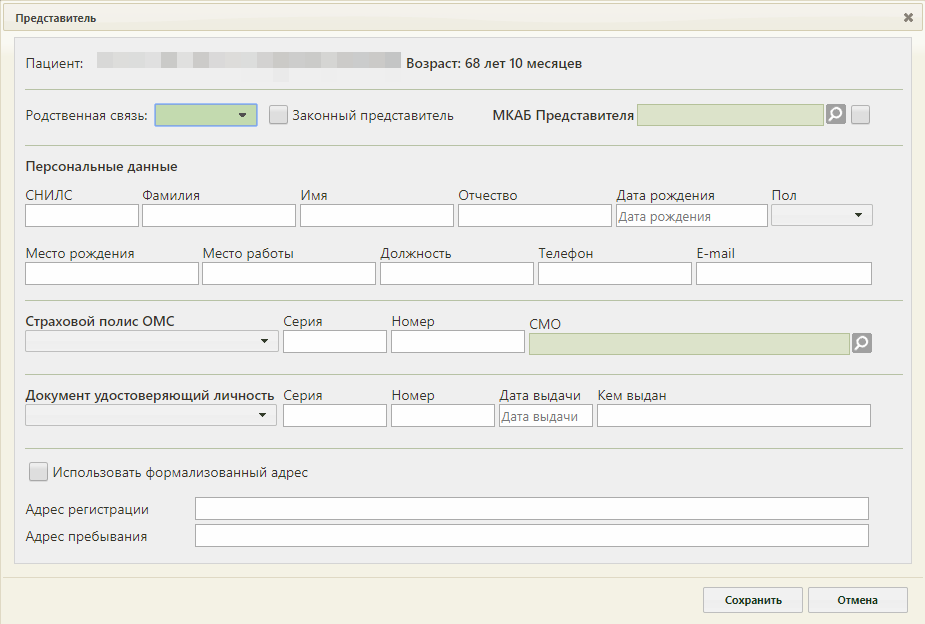 Представитель
Пациент: Возраст: 68 лет 10 месяцев
Родственная связь: Законный представитель МКАБ Представителя
Персональные данные
СНИЛС Фамилия Имя Отчество Дата рождения Пол
Дата рождения
Место рождения Место работы Должность Телефон E-mail
Страховой полис ОМС Серия Номер СМО
Документ удостоверяющий личность Серия Номер Дата выдачи Кем выдан
Дата выдачи
Использовать формализованный адрес
Адрес регистрации
Адрес пребывания
Сохранить Отмена